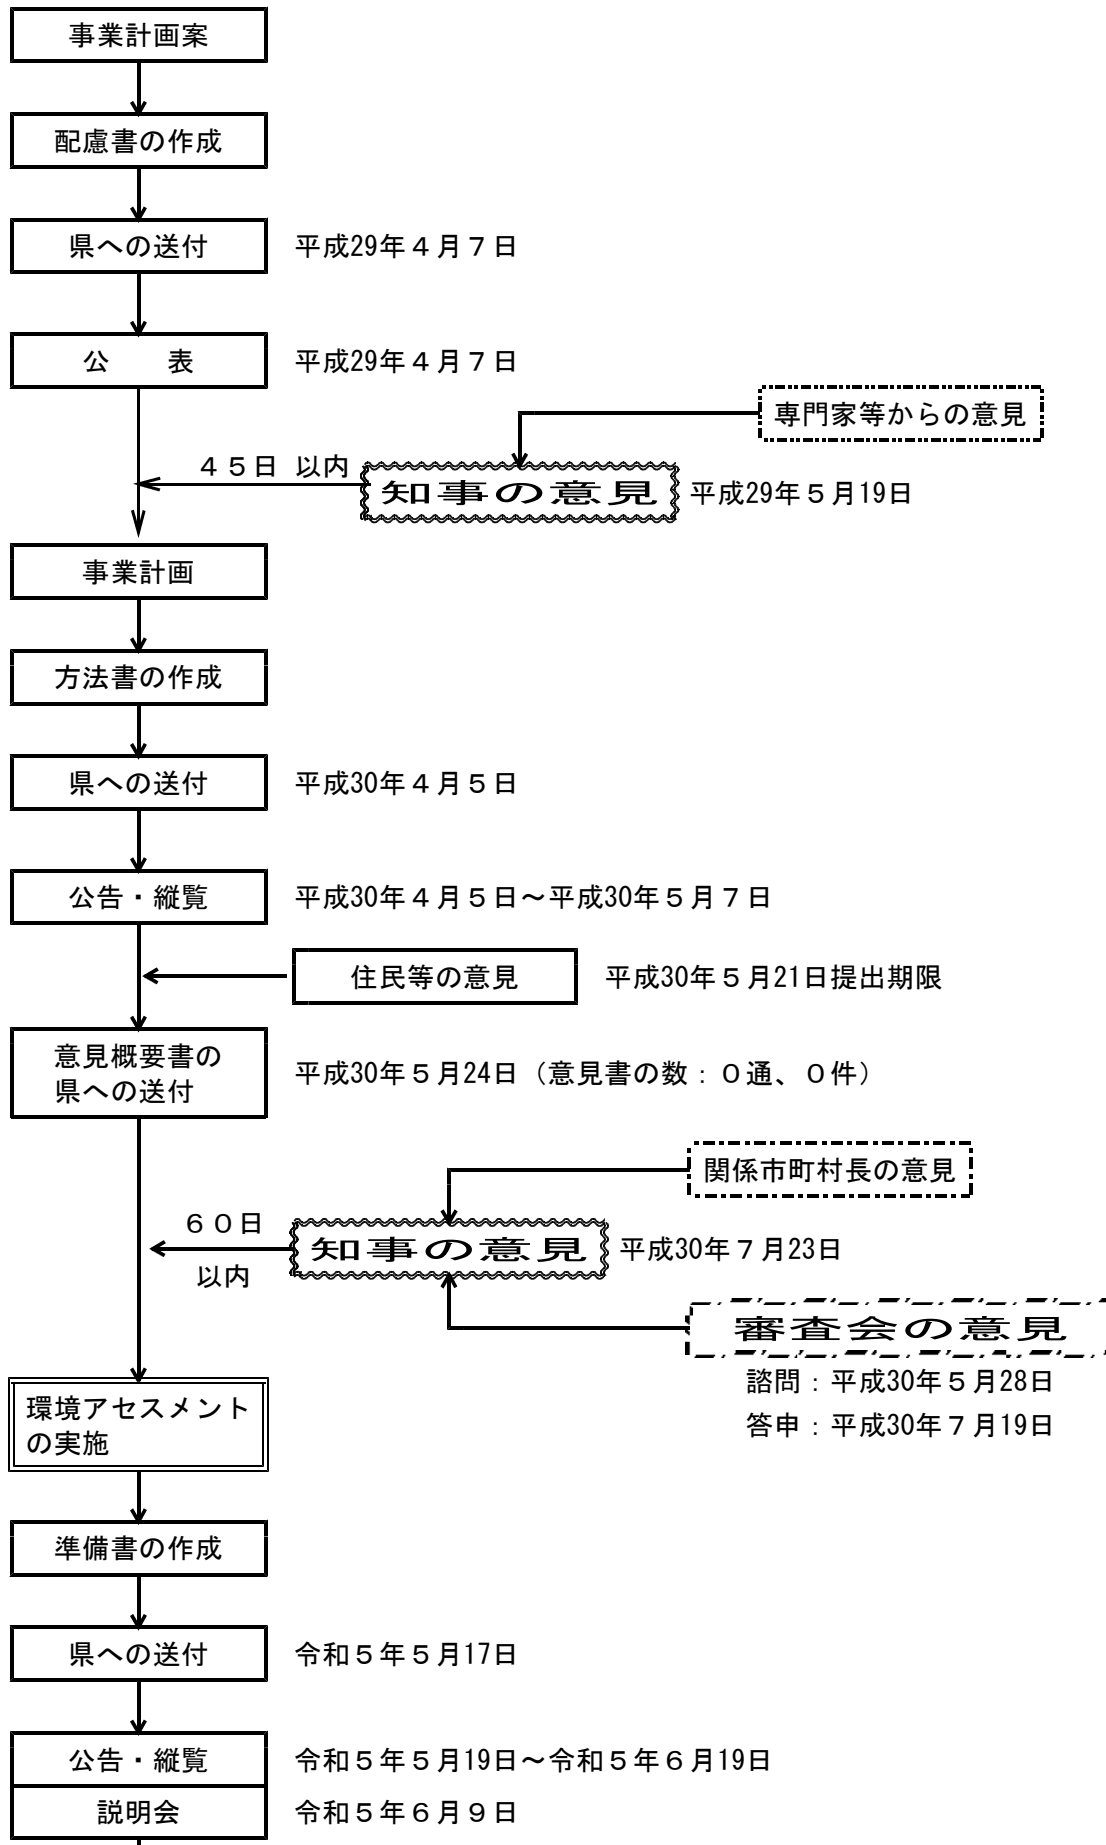 事業計画案
配慮書の作成
県への送付 平成29年４月７日
公　　表 平成29年４月７日
専門家等からの意見
４５日 以内
知事の意見 平成29年５月19日
事業計画
方法書の作成
県への送付 平成30年４月５日
公告・縦覧 平成30年４月５日～平成30年５月７日
住民等の意見 平成30年５月21日提出期限
意見概要書の
県への送付
平成30年５月24日（意見書の数：０通、０件）
関係市町村長の意見
６０日
以内
知事の意見 平成30年７月23日
審査会の意見
諮問：平成30年５月28日
答申：平成30年７月19日
環境アセスメント
の実施
準備書の作成
県への送付 令和５年５月17日
公告・縦覧 令和５年５月19日～令和５年６月19日
説明会 令和５年６月９日